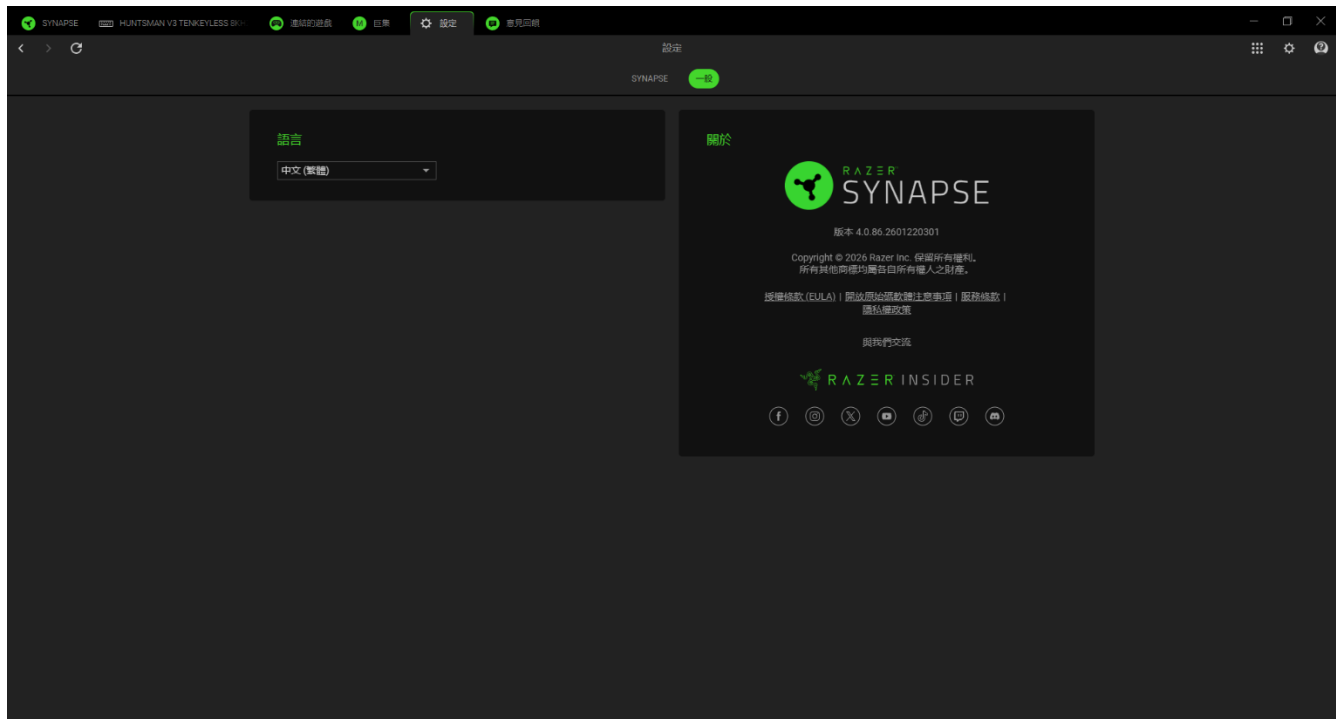 SYNAPSE HUNTSMAN V3 TENKEYLESS 連結的遊戲 M 巨集 設定 意見回饋
設定
SYNAPSE 一般
語言
中文 (繁體)
關於
RAZER
SYNAPSE
版本 4.0.86.2601220301
Copyright © 2026 Razer Inc. 保留所有權利。
所有其他商標均屬各自所有權人之財產。
授權條款 (EULA) | 開放原始碼軟體注意事項 | 服務條款 |
隱私權政策
與我們交流
RAZER INSIDER